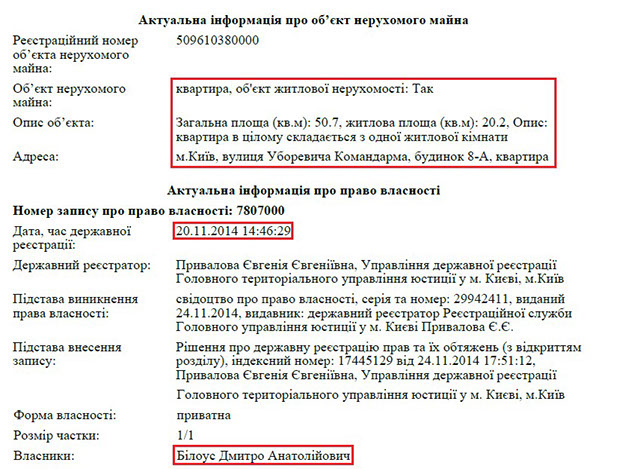 Актуальна інформація про об’єкт нерухомого майна
Реєстраційний номер
об’єкта нерухомого
майна:
509610380000
Об’єкт нерухомого
майна:
квартира, об'єкт житлової нерухомості: Так
Опис об’єкта:
Загальна площа (кв.м): 50.7, житлова площа (кв.м): 20.2, Опис:
квартира в цілому складається з одної житлової кімнати
Адреса:
м.Київ, вулиця Уборевича Командарма, будинок 8-А, квартира
Актуальна інформація про право власності
Номер запису про право власності: 7807000
Дата, час державної
реєстрації:
20.11.2014 14:46:29
Державний реєстратор:
Привалова Євгенія Євгеніївна, Управління державної реєстрації
Головного територіального управління юстиції у м. Києві, м.Київ
Підстава виникнення
права власності:
свідоцтво про право власності, серія та номер: 29942411, виданий
24.11.2014, видавник: державний реєстратор Реєстраційної служби
Головного управління юстиції у м. Києві Привалова Є.Є.
Підстава внесення
запису:
Рішення про державну реєстрацію прав та їх обтяжень (з відкриттям
розділу), індексний номер: 17445129 від 24.11.2014 17:51:12,
Привалова Євгенія Євгеніївна, Управління державної реєстрації
Головного територіального управління юстиції у м. Києві, м.Київ
Форма власності:
приватна
Розмір частки:
1/1
Власники:
Білоус Дмитро Анатолійович